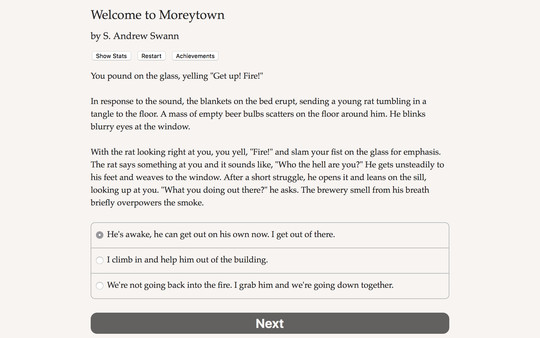 Welcome to Moreytown
by S. Andrew Swann
Show Stats Restart Achievements
You pound on the glass, yelling "Get up! Fire!"
In response to the sound, the blankets on the bed erupt, sending a young rat tumbling in a
tangle to the floor. A mass of empty beer bulbs scatters on the floor around him. He blinks
blurry eyes at the window.
With the rat looking right at you, you yell, "Fire!" and slam your fist on the glass for emphasis.
The rat says something at you and it sounds like, "Who the hell are you?" He gets unsteadily to
his feet and weaves to the window. After a short struggle, he opens it and leans on the sill,
looking up at you. "What you doing out there?" he asks. The brewery smell from his breath
briefly overpowers the smoke.
He's awake, he can get out on his own now. I get out of there.
I climb in and help him out of the building.
We're not going back into the fire. I grab him and we're going down together.
Next